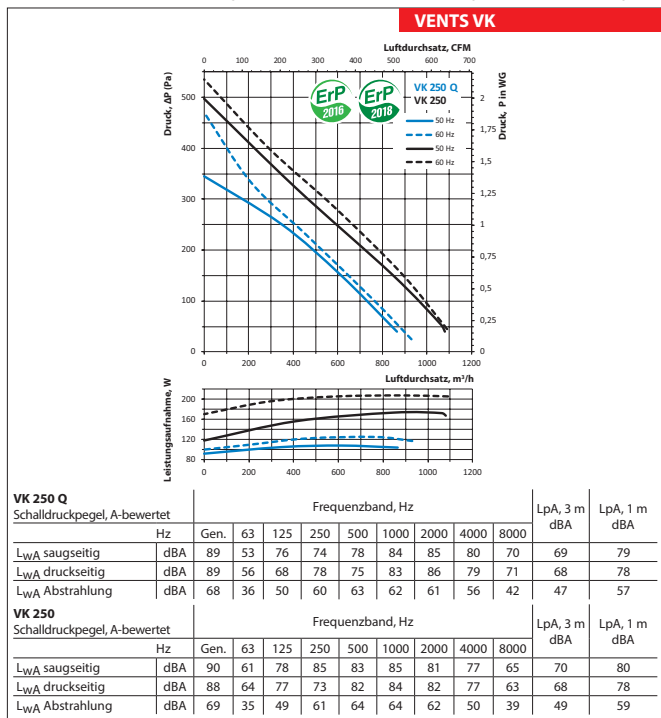 VENTS VK
Luftdurchsatz, CFM
0 100 200 300 400 500 600 700
Druck, ΔP (Pa)
500
400
300
200
100
0
ErP
2016
ErP
2018
VK 250 Q
VK 250
50 Hz
60 Hz
50 Hz
60 Hz
Druck, P in WG
2
1,75
1,5
1,25
1
0,75
0,5
0,25
0
0 200 400 600 800 1000 1200
Luftdurchsatz, m³/h
Leistungsaufnahme, W
200
160
120
80
0 200 400 600 800 1000 1200
VK 250 Q
Schalldruckpegel, A-bewertet Frequenzband, Hz LpA, 3 m dBA LpA, 1 m dBA
Hz Gen. 63 125 250 500 1000 2000 4000 8000
LwA saugseitig dBA 89 53 76 74 78 84 85 80 70 69 79
LwA druckseitig dBA 89 56 68 78 75 83 86 79 71 68 78
LwA Abstrahlung dBA 68 36 50 60 63 62 61 56 42 47 57
VK 250
Schalldruckpegel, A-bewertet Frequenzband, Hz LpA, 3 m dBA LpA, 1 m dBA
Hz Gen. 63 125 250 500 1000 2000 4000 8000
LwA saugseitig dBA 90 61 78 85 83 85 81 77 65 70 80
LwA druckseitig dBA 88 64 77 73 82 84 82 77 63 68 78
LwA Abstrahlung dBA 69 35 49 61 64 64 62 50 39 49 59